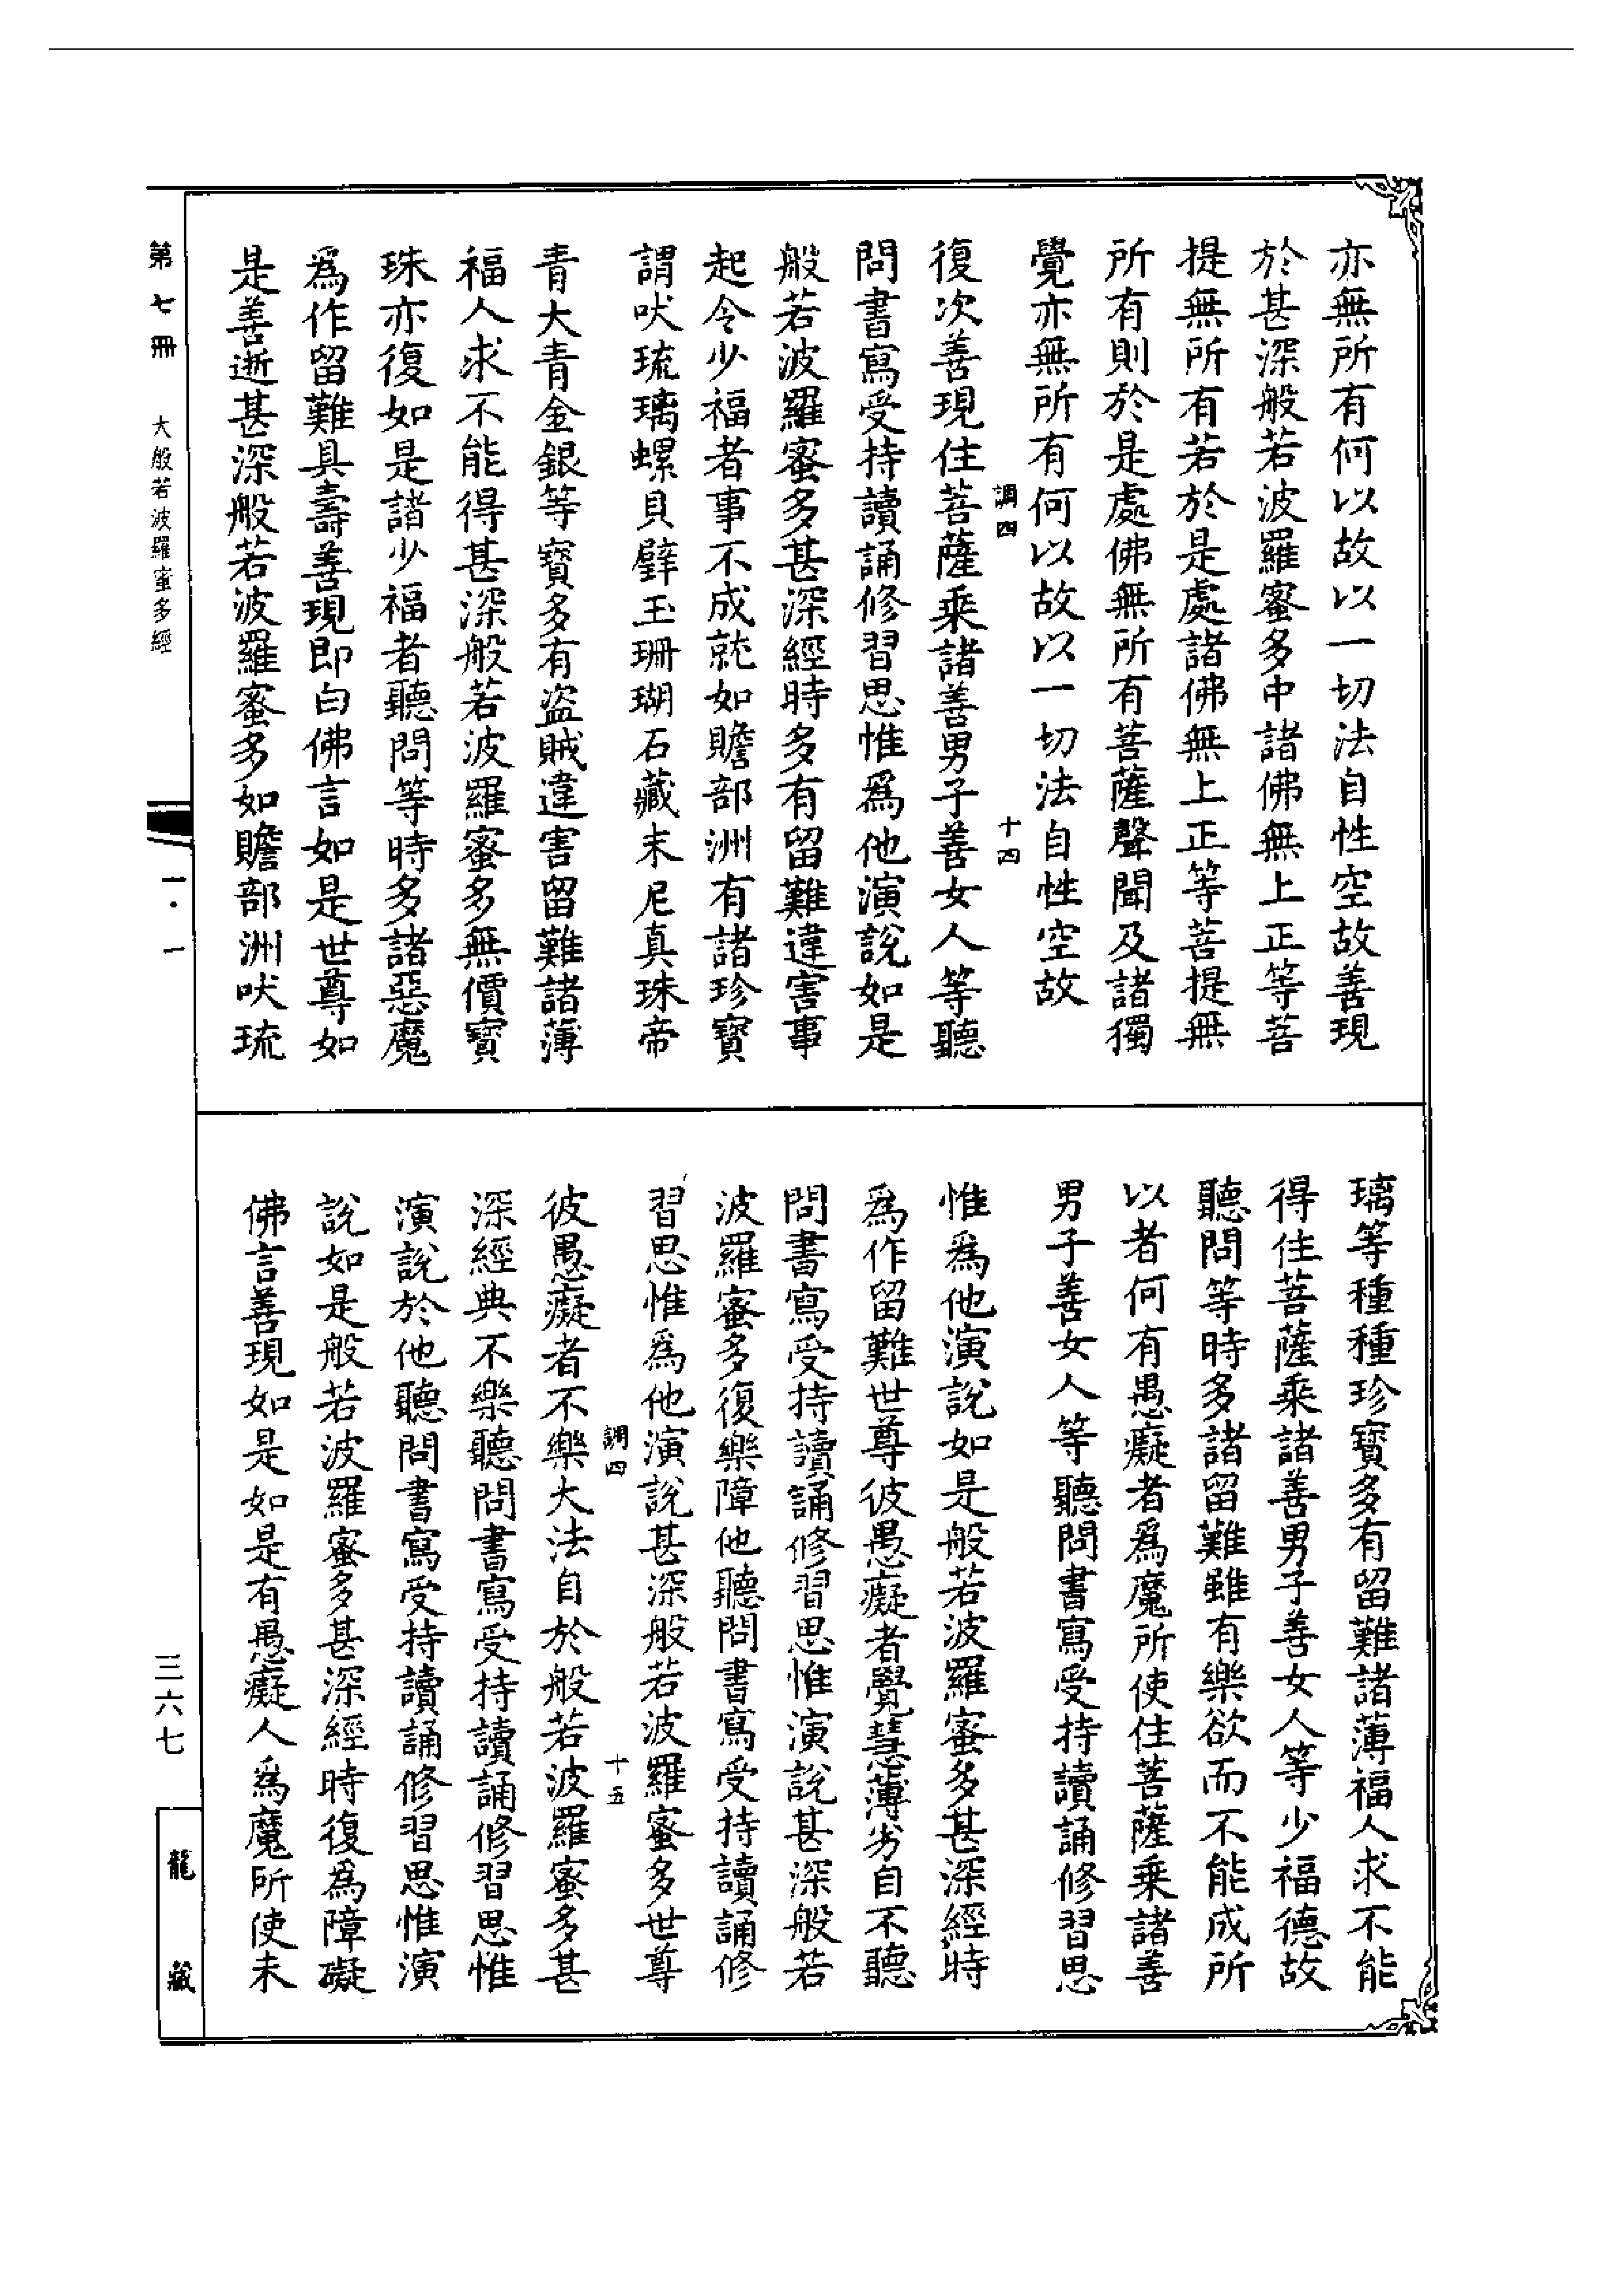 亦無所有何以故以一切法自性空故善現
於甚深般若波羅蜜多中諸佛無上正等菩
提無所有若於是處諸佛無上正等菩提無
所有則於是處佛無所有菩薩聲聞及諸獨
覺亦無所有何以故以一切法自性空故
調四
十四
復次善現住菩薩乘諸善男子善女人等聽
問書寫受持讀誦修習思惟為他演說如是
般若波羅蜜多甚深經時多有留難違害事
起令少福者事不成就如贍部洲有諸珍寶
謂吠琉璃螺貝璧玉珊瑚石藏末尼真珠帝
青大青金銀等寶多有盜賊違害留難諸薄
福人求不能得甚深般若波羅蜜多無價寶
珠亦復如是諸少福者聽問等時多諸惡魔
為作留難具壽善現即白佛言如是世尊如
是善逝甚深般若波羅蜜多如贍部洲吠琉
璃等種種珍寶多有留難諸薄福人求不能
得住菩薩乘諸善男子善女人等少福德故
聽問等時多諸留難雖有樂欲而不能成所
以者何有愚癡者為魔所使住菩薩乘諸善
男子善女人等聽問書寫受持讀誦修習思
惟為他演說如是般若波羅蜜多甚深經時
為作留難世尊彼愚癡者覺慧薄劣自不聽
問書寫受持讀誦修習思惟演說甚深般若
波羅蜜多復樂障他聽問書寫受持讀誦修
習思惟為他演說甚深般若波羅蜜多世尊
調四
十五
彼愚癡者不樂大法自於般若波羅蜜多甚
深經典不樂聽問書寫受持讀誦修習思惟
演說於他聽問書寫受持讀誦修習思惟演
說如是般若波羅蜜多甚深經時復為障礙
佛言善現如是如是有愚癡人為魔所使未
第七冊
大般若波羅蜜多經
一·一
三六七
龍藏